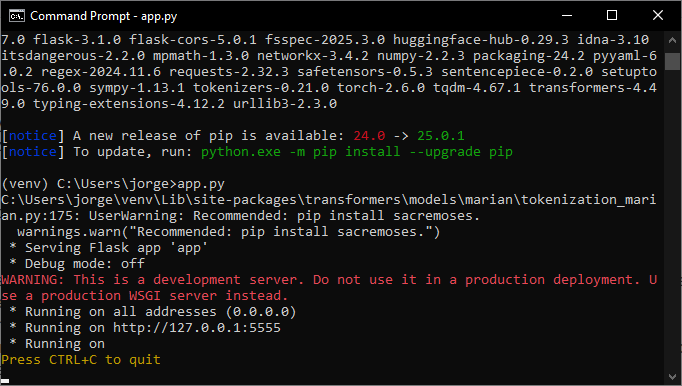 Command Prompt - app.py
7.0 flask-3.1.0 flask-cors-5.0.1 fsspec-2025.3.0 huggingface-hub-0.29.3 idna-3.10
itsdangerous-2.2.0 mpmath-1.3.0 networkx-3.4.2 numpy-2.2.3 packaging-24.2 pyyaml-6
.0.2 regex-2024.11.6 requests-2.32.3 safetensors-0.5.3 sentencepiece-0.2.0 setupto
ols-76.0.0 sympy-1.13.1 tokenizers-0.21.0 torch-2.6.0 tqdm-4.67.1 transformers-4.4
9.0 typing-extensions-4.12.2 urllib3-2.3.0
[notice] A new release of pip is available: 24.0 -> 25.0.1
[notice] To update, run: python.exe -m pip install --upgrade pip
(venv) C:\Users\jorge>app.py
C:\Users\jorge\venv\Lib\site-packages\transformers\models\marian\tokenization_mari
an.py:175: UserWarning: Recommended: pip install sacremoses.
  warnings.warn("Recommended: pip install sacremoses.")
 * Serving Flask app 'app'
 * Debug mode: off
WARNING: This is a development server. Do not use it in a production deployment. U
se a production WSGI server instead.
 * Running on all addresses (0.0.0.0)
 * Running on http://127.0.0.1:5555
 * Running on
Press CTRL+C to quit